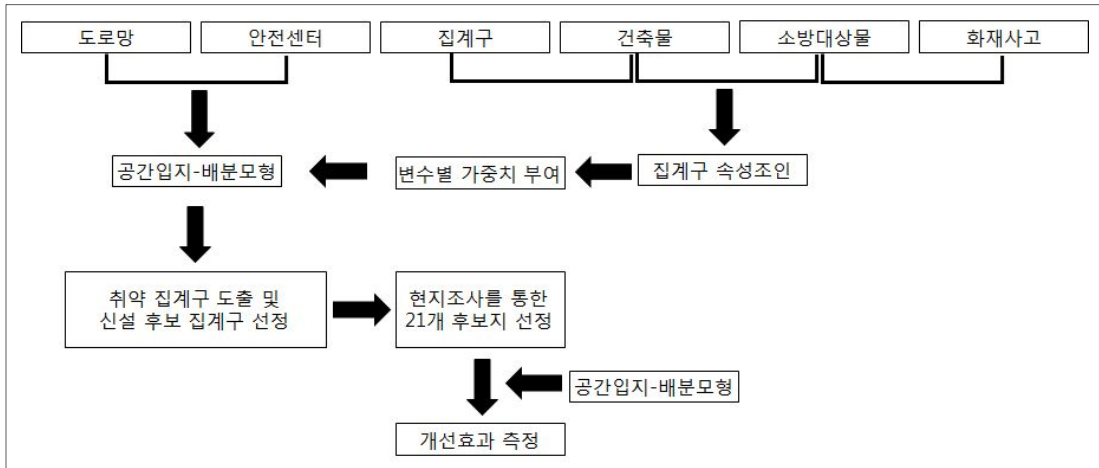 도로망
안전센터
집계구
건축물
소방대상물
화재사고
공간입지-배분모형
변수별 가중치 부여
집계구 속성조인
취약 집계구 도출 및
신설 후보 집계구 선정
현지조사를 통한
21개 후보지 선정
공간입지-배분모형
개선효과 측정